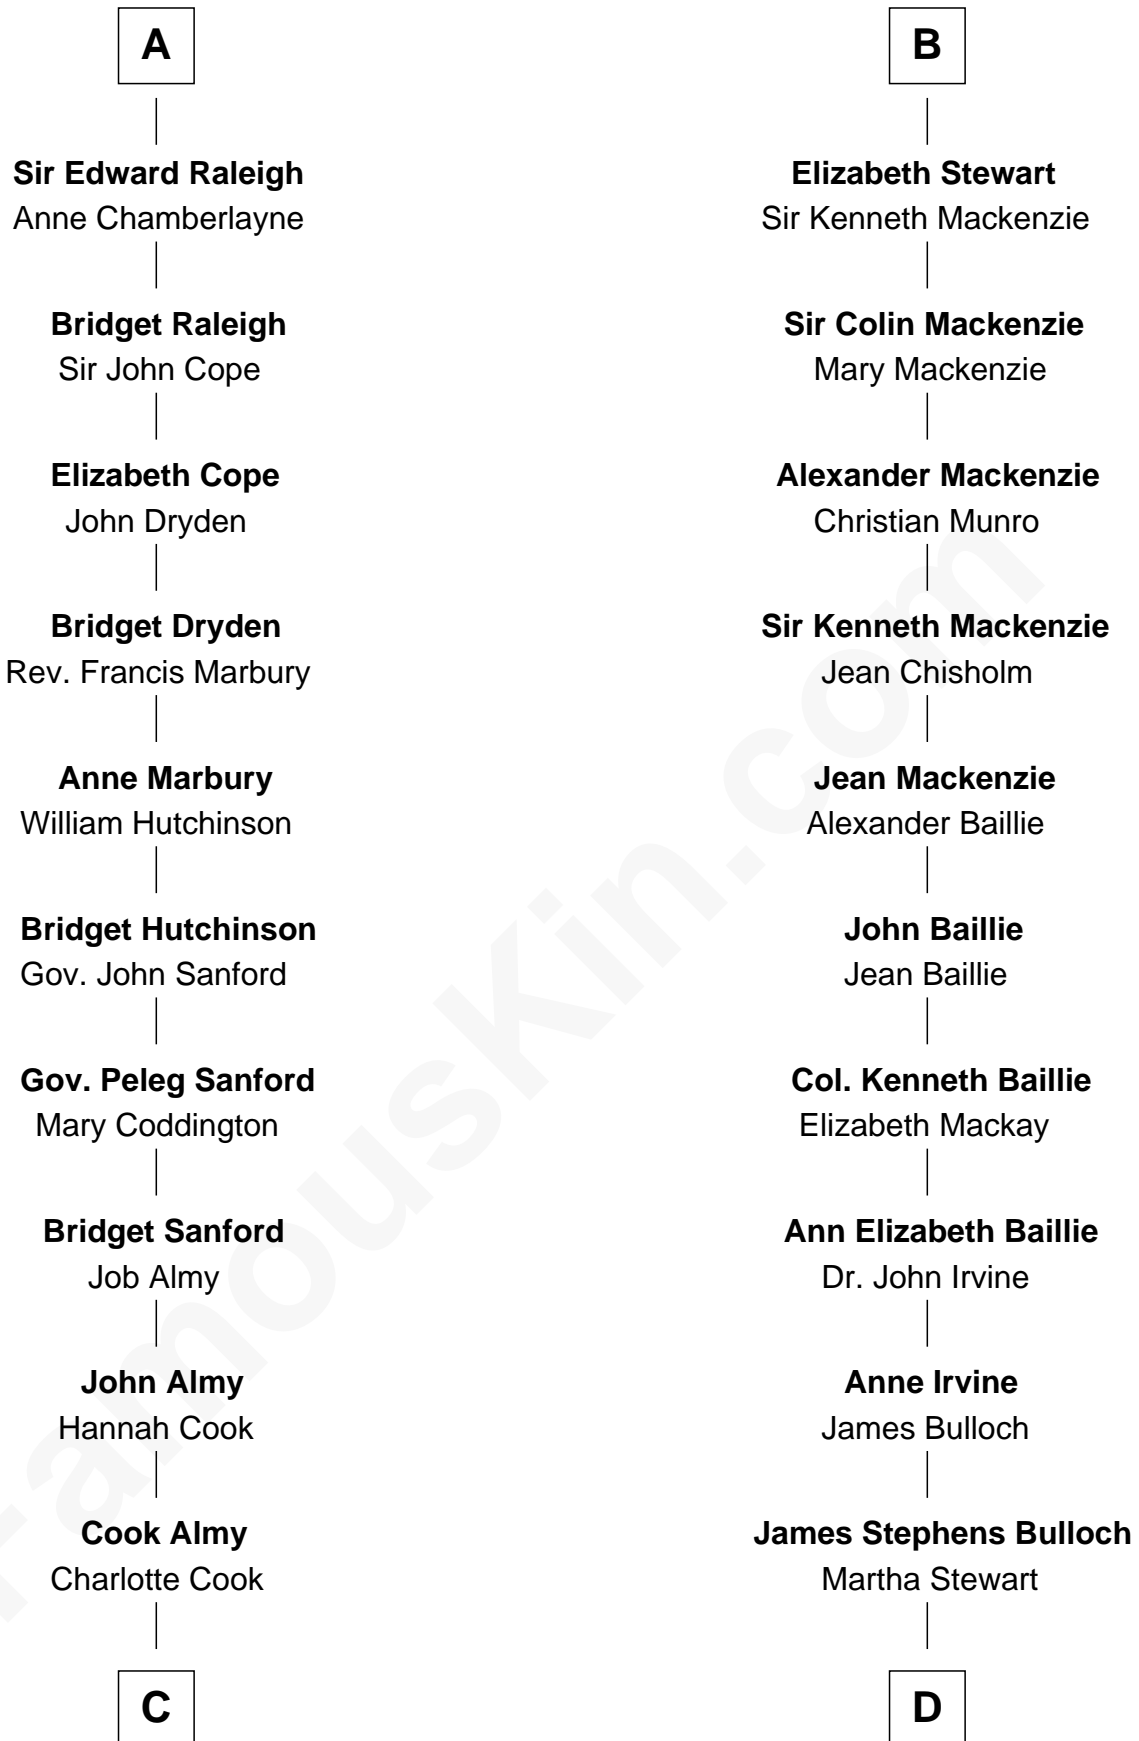 A
Sir Edward Raleigh
Anne Chamberlayne
Bridget Raleigh
Sir John Cope
Elizabeth Cope
John Dryden
Bridget Dryden
Rev. Francis Marbury
Anne Marbury
William Hutchinson
Bridget Hutchinson
Gov. John Sanford
Gov. Peleg Sanford
Mary Coddington
Bridget Sanford
Job Almy
John Almy
Hannah Cook
Cook Almy
Charlotte Cook
C
B
Elizabeth Stewart
Sir Kenneth Mackenzie
Sir Colin Mackenzie
Mary Mackenzie
Alexander Mackenzie
Christian Munro
Sir Kenneth Mackenzie
Jean Chisholm
Jean Mackenzie
Alexander Baillie
John Baillie
Jean Baillie
Col. Kenneth Baillie
Elizabeth Mackay
Ann Elizabeth Baillie
Dr. John Irvine
Anne Irvine
James Bulloch
James Stephens Bulloch
Martha Stewart
D
FamousKin.com